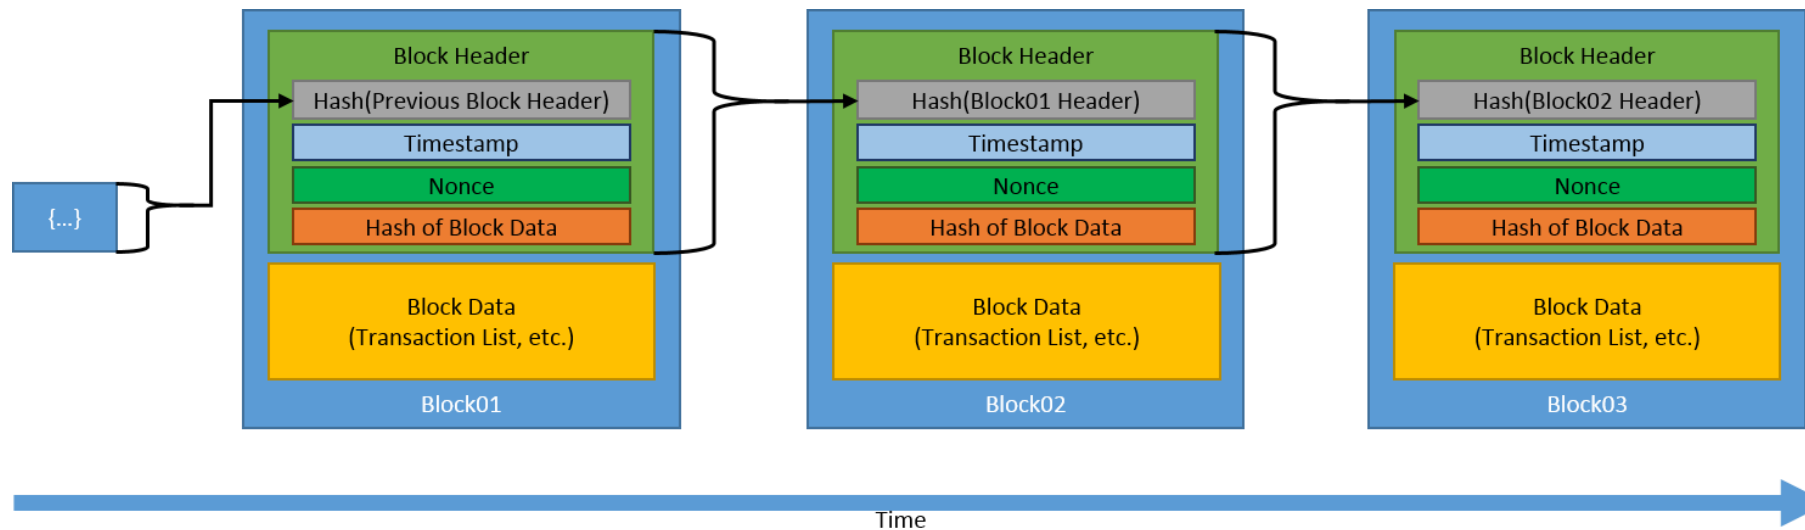 {...}
Block Header
Hash(Previous Block Header)
Timestamp
Nonce
Hash of Block Data
Block Data
(Transaction List, etc.)
Block01
Block Header
Hash(Block01 Header)
Timestamp
Nonce
Hash of Block Data
Block Data
(Transaction List, etc.)
Block02
Block Header
Hash(Block02 Header)
Timestamp
Nonce
Hash of Block Data
Block Data
(Transaction List, etc.)
Block03
Time